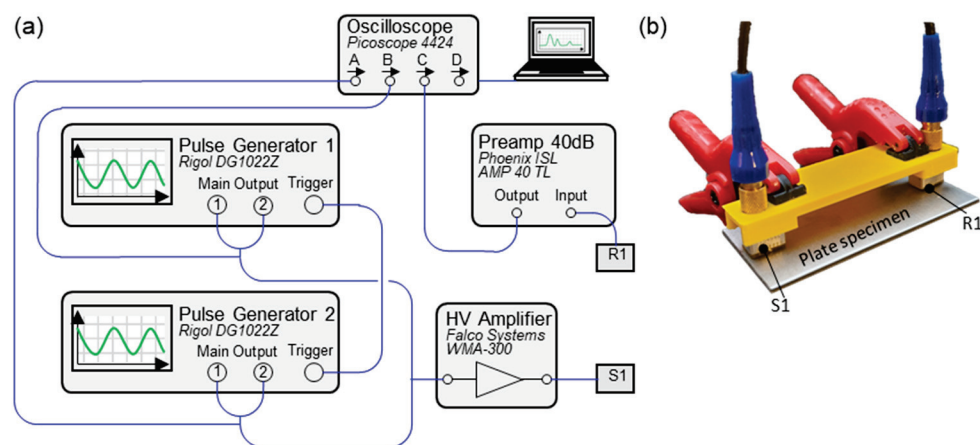 (a)
Oscilloscope
Picoscope 4424
A B C D
Pulse Generator 1
Rigol DG1022Z
Main Output Trigger
1 2
Preamp 40dB
Phoenix ISL
AMP 40 TL
Output Input
R1
Pulse Generator 2
Rigol DG1022Z
Main Output Trigger
1 2
HV Amplifier
Falco Systems
WMA-300
S1
(b)
Plate specimen
R1
S1